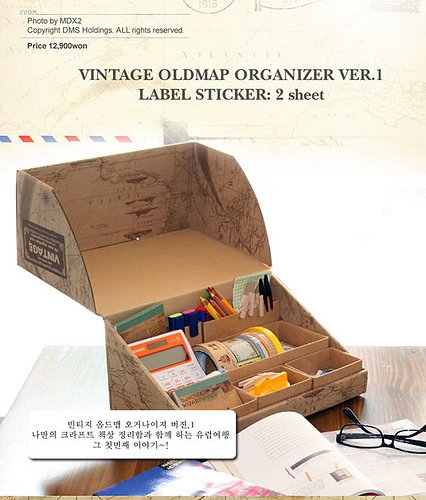 FROM
Photo by MDX2
Copyright DMS Holdings. ALL rights reserved.
Price 12,900won
VINTAGE OLDMAP ORGANIZER VER.1
LABEL STICKER: 2 sheet
VINTAGE
빈티지 올드맵 오거나이저 버젼.1
나만의 크라프트 책상 정리함과 함께 하는 유럽여행
그 첫번째 이야기~!